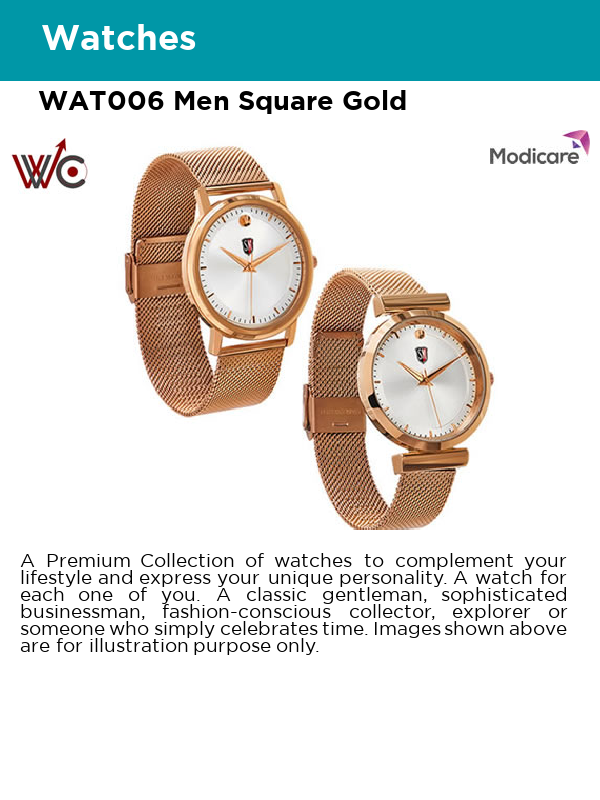 Watches
WAT006 Men Square Gold
WC
Modicare
A Premium Collection of watches to complement your
lifestyle and express your unique personality. A watch for
each one of you. A classic gentleman, sophisticated
businessman, fashion-conscious collector, explorer or
someone who simply celebrates time. Images shown above
are for illustration purpose only.